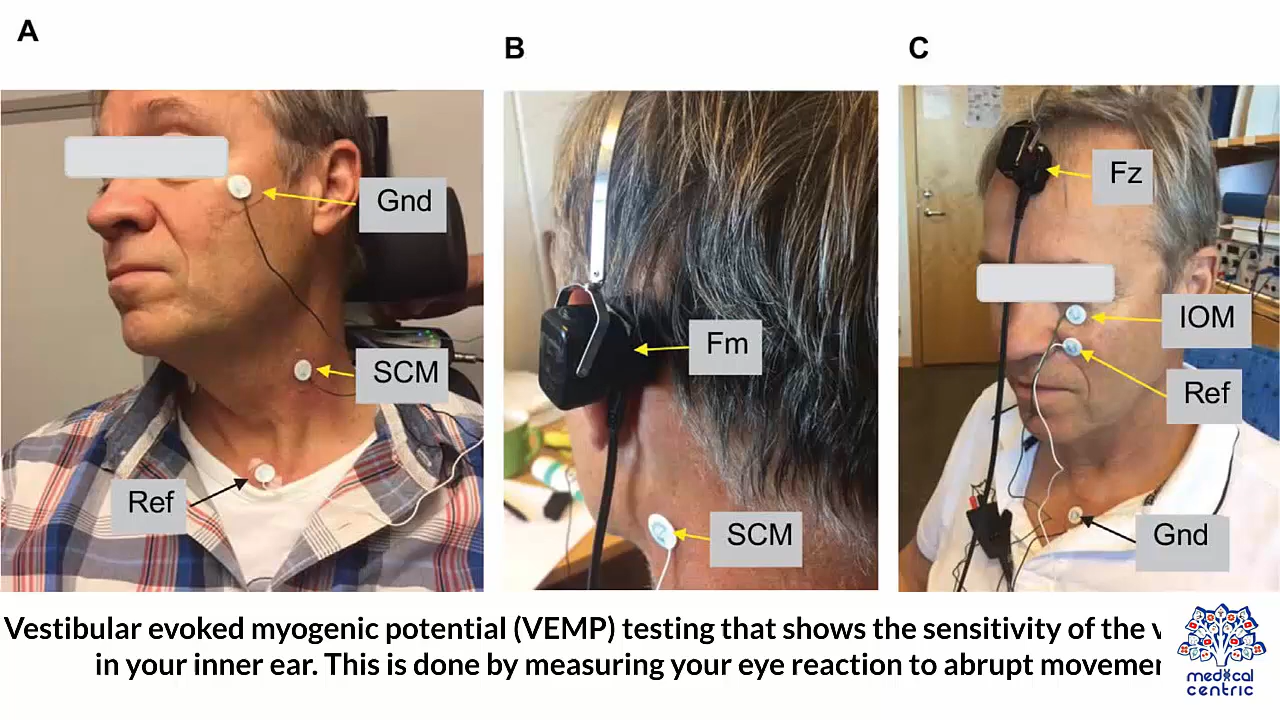 A
B
C
Gnd
SCM
Ref
Fm
SCM
Fz
IOM
Ref
Gnd
Vestibular evoked myogenic potential (VEMP) testing that shows the sensitivity of the
in your inner ear. This is done by measuring your eye reaction to abrupt
medical
centric